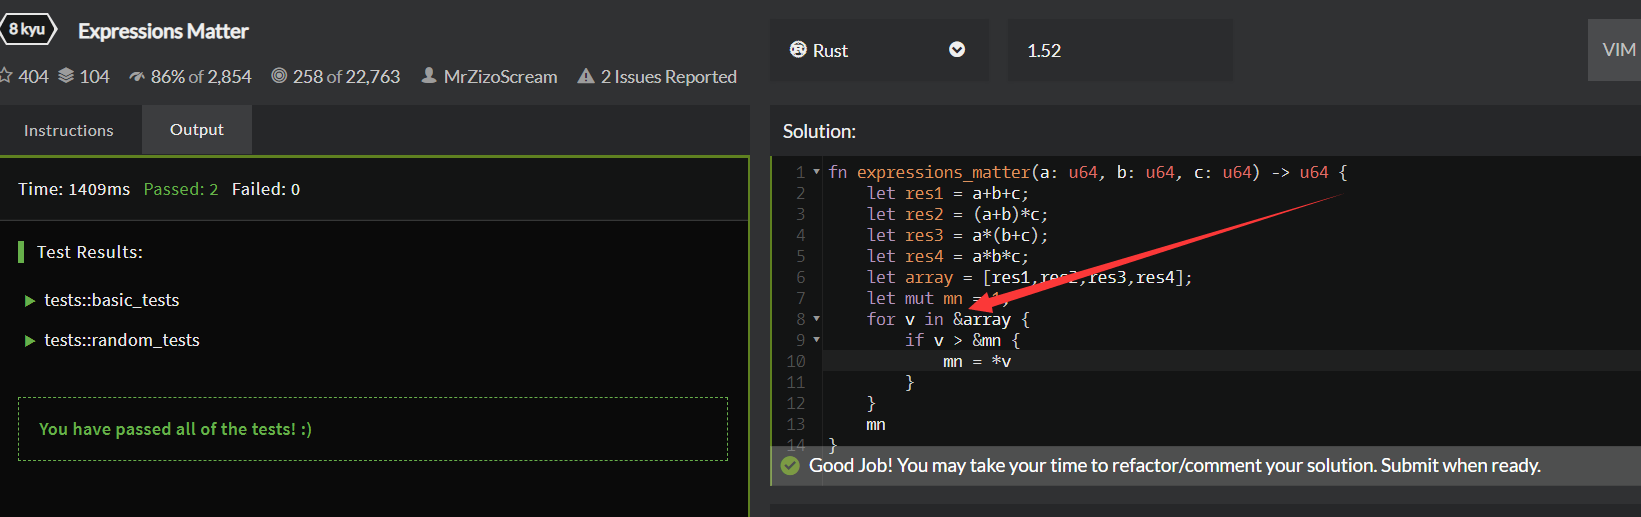 8 kyu Expressions Matter
404 104 86% of 2,854 258 of 22,763 MrZizoScream 2 Issues Reported
Instructions Output
Time: 1409ms Passed: 2 Failed: 0
Test Results:
tests::basic_tests
tests::random_tests
You have passed all of the tests! :)
Rust 1.52 VIM
Solution:
1 fn expressions_matter(a: u64, b: u64, c: u64) -> u64 {
2 let res1 = a+b+c;
3 let res2 = (a+b)*c;
4 let res3 = a*(b+c);
5 let res4 = a*b*c;
6 let array = [res1,res2,res3,res4];
7 let mut mn = 1;
8 for v in &array {
9 if v > &mn {
10 mn = *v
11 }
12 }
13 mn
14 }
Good Job! You may take your time to refactor/comment your solution. Submit when ready.